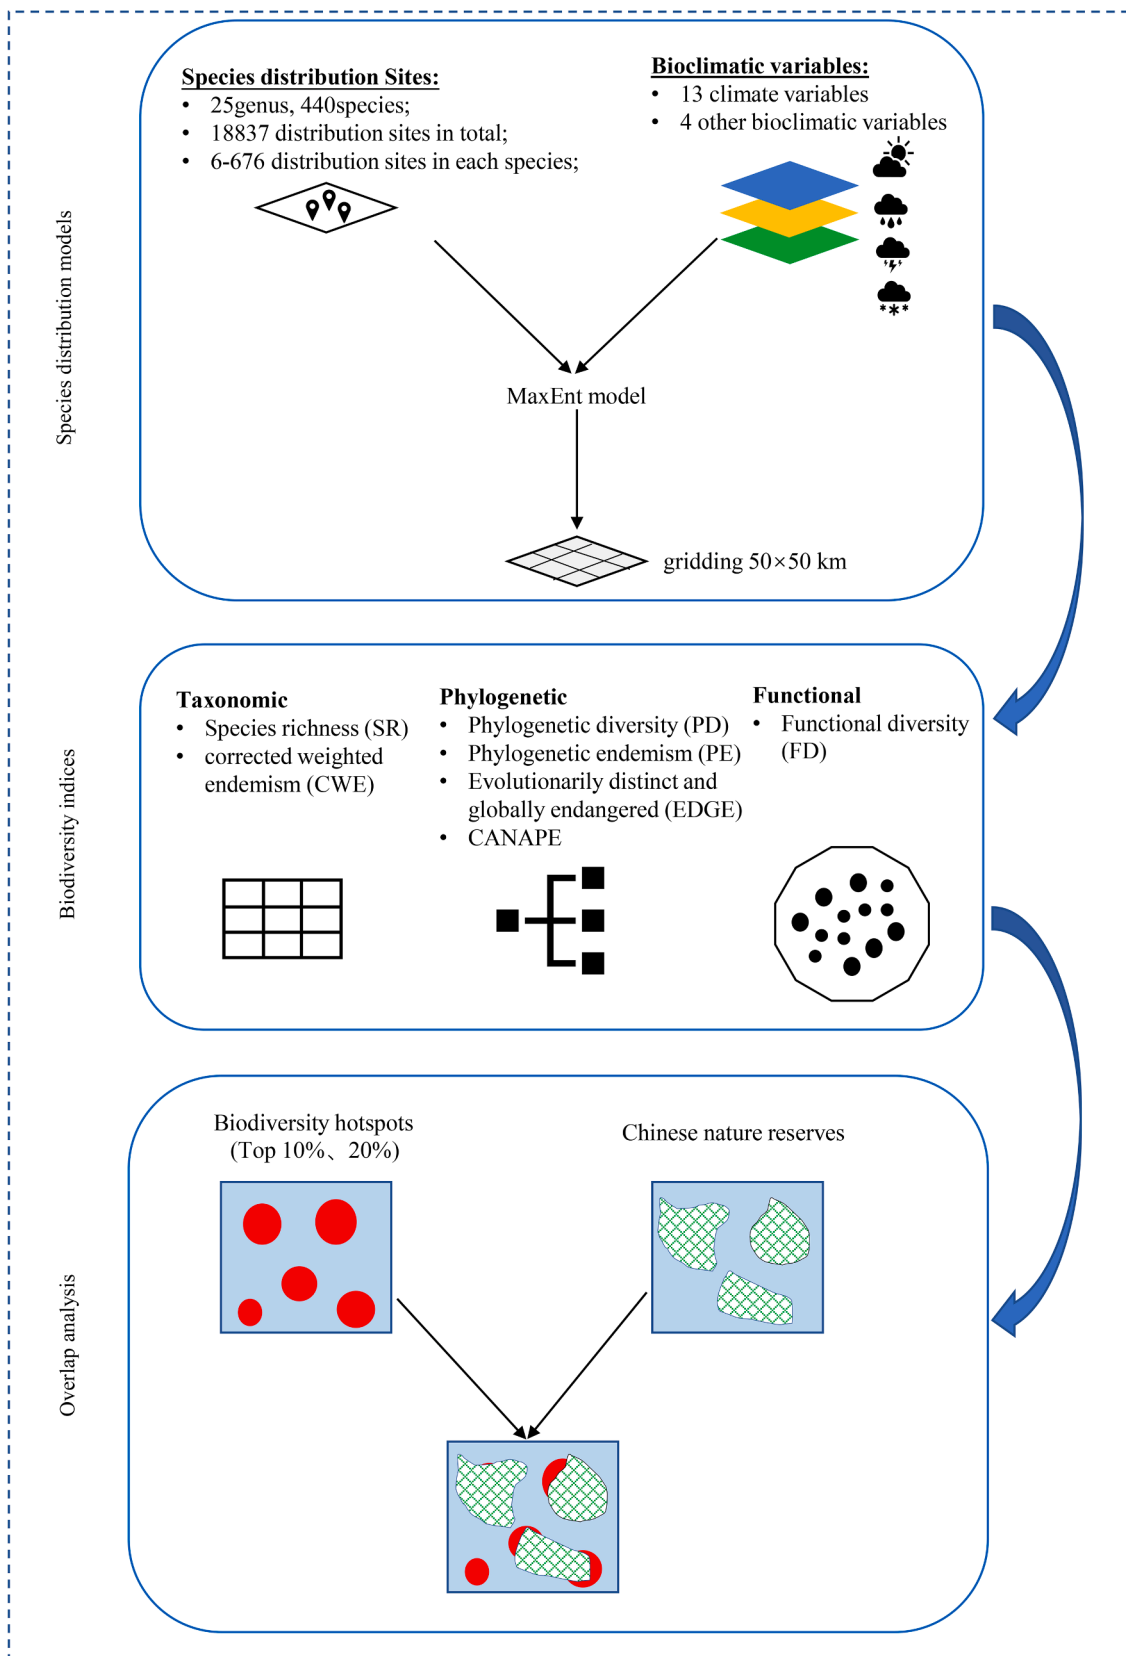 Species distribution models
Species distribution Sites:
• 25genus, 440species;
• 18837 distribution sites in total;
• 6-676 distribution sites in each species;
Bioclimatic variables:
• 13 climate variables
• 4 other bioclimatic variables
MaxEnt model
gridding 50×50 km
Biodiversity indices
Taxonomic
• Species richness (SR)
• corrected weighted
endemism (CWE)
Phylogenetic
• Phylogenetic diversity (PD)
• Phylogenetic endemism (PE)
• Evolutionarily distinct and
globally endangered (EDGE)
• CANAPE
Functional
• Functional diversity
(FD)
Overlap analysis
Biodiversity hotspots
(Top 10%、20%)
Chinese nature reserves